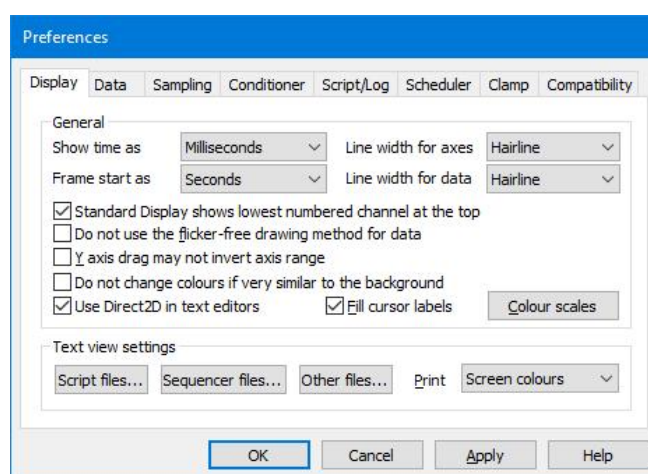 Preferences
Display Data Sampling Conditioner Script/Log Scheduler Clamp Compatibility
General
Show time as Milliseconds Line width for axes Hairline
Frame start as Seconds Line width for data Hairline
Standard Display shows lowest numbered channel at the top
Do not use the flicker-free drawing method for data
Y axis drag may not invert axis range
Do not change colours if very similar to the background
Use Direct2D in text editors Fill cursor labels Colour scales
Text view settings
Script files... Sequencer files... Other files... Print Screen colours
OK Cancel Apply Help